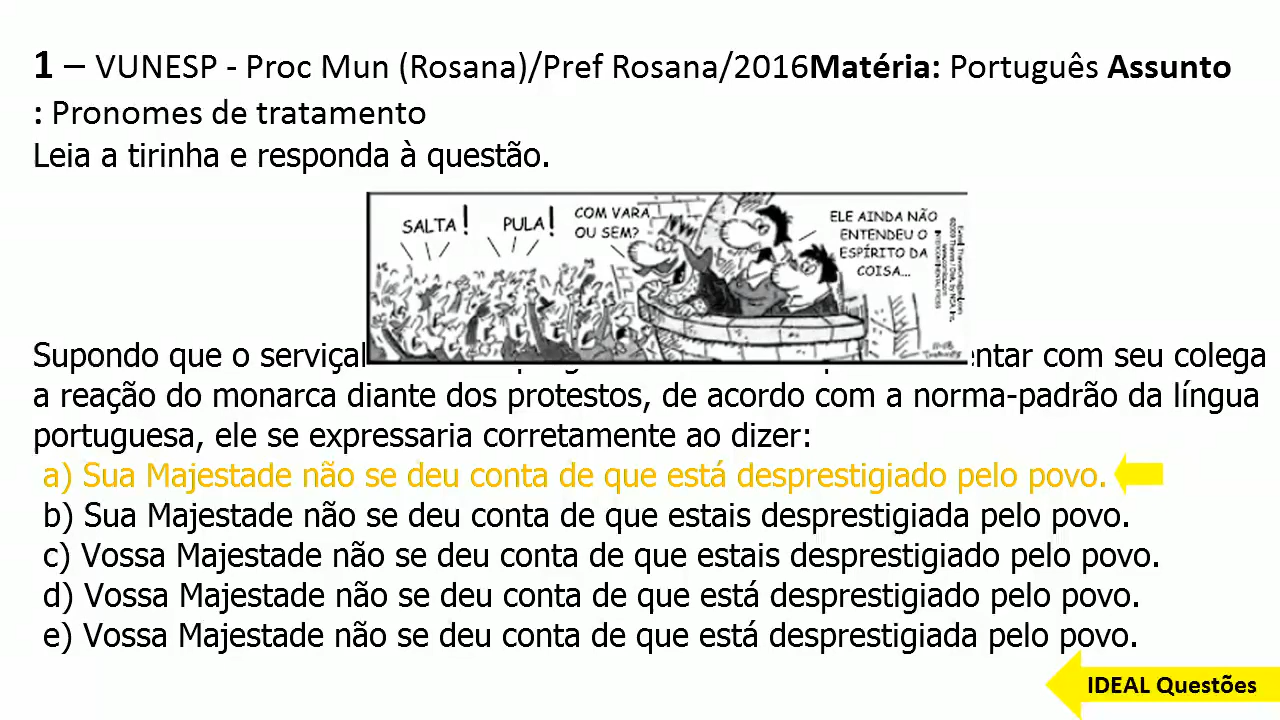 1 – VUNESP - Proc Mun (Rosana)/Pref Rosana/2016Matéria: Português Assunto
: Pronomes de tratamento
Leia a tirinha e responda à questão.
SALTA!
PULA!
COM VARA
OU SEM?
ELE AINDA NÃO
ENTENDEU O
ESPÍRITO DA
COISA...
Supondo que o serviçal entar com seu colega
a reação do monarca diante dos protestos, de acordo com a norma-padrão da língua
portuguesa, ele se expressaria corretamente ao dizer:
a) Sua Majestade não se deu conta de que está desprestigiado pelo povo.
b) Sua Majestade não se deu conta de que estais desprestigiada pelo povo.
c) Vossa Majestade não se deu conta de que estais desprestigiado pelo povo.
d) Vossa Majestade não se deu conta de que está desprestigiado pelo povo.
e) Vossa Majestade não se deu conta de que está desprestigiada pelo povo.
IDEAL Questões